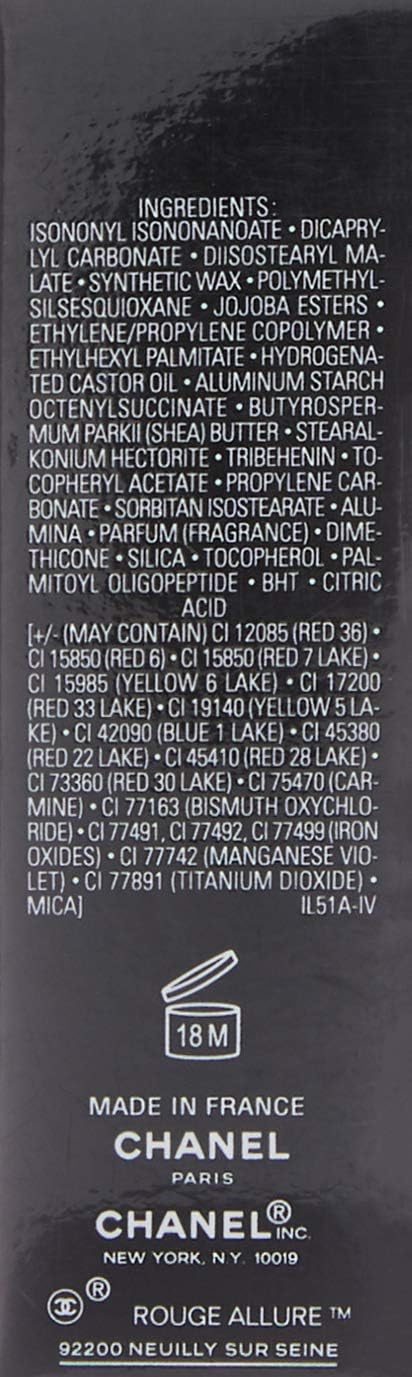 INGREDIENTS:
ISONONYL ISONONANOATE • DICAPRY-
LYL CARBONATE • DIISOSTEARYL MA-
LATE • SYNTHETIC WAX • POLYMETHYL-
SILSESQUIOXANE • JOJOBA ESTERS •
ETHYLENE/PROPYLENE COPOLYMER •
ETHYLHEXYL PALMITATE • HYDROGENA-
TED CASTOR OIL • ALUMINUM STARCH
OCTENYLSUCCINATE • BUTYROSPER-
MUM PARKII (SHEA) BUTTER • STEARAL-
KONIUM HECTORITE • TRIBEHENIN • TO-
COPHERYL ACETATE • PROPYLENE CAR-
BONATE • SORBITAN ISOSTEARATE • ALU-
MINA • PARFUM (FRAGRANCE) • DIME-
THICONE • SILICA • TOCOPHEROL • PAL-
MITOYL OLIGOPEPTIDE • BHT • CITRIC
ACID
[+/- (MAY CONTAIN) CI 12085 (RED 36) •
CI 15850 (RED 6) • CI 15850 (RED 7 LAKE) •
CI 15985 (YELLOW 6 LAKE) • CI 17200
(RED 33 LAKE) • CI 19140 (YELLOW 5 LA-
KE) • CI 42090 (BLUE 1 LAKE) • CI 45380
(RED 22 LAKE) • CI 45410 (RED 28 LAKE) •
CI 73360 (RED 30 LAKE) • CI 75470 (CAR-
MINE) • CI 77163 (BISMUTH OXYCHLO-
RIDE) • CI 77491, CI 77492, CI 77499 (IRON
OXIDES) • CI 77742 (MANGANESE VIO-
LET) • CI 77891 (TITANIUM DIOXIDE) •
MICA] IL51A-IV
18 M
MADE IN FRANCE
CHANEL
PARIS
CHANEL® INC.
NEW YORK, N.Y. 10019
® ROUGE ALLURE ™
92200 NEUILLY SUR SEINE